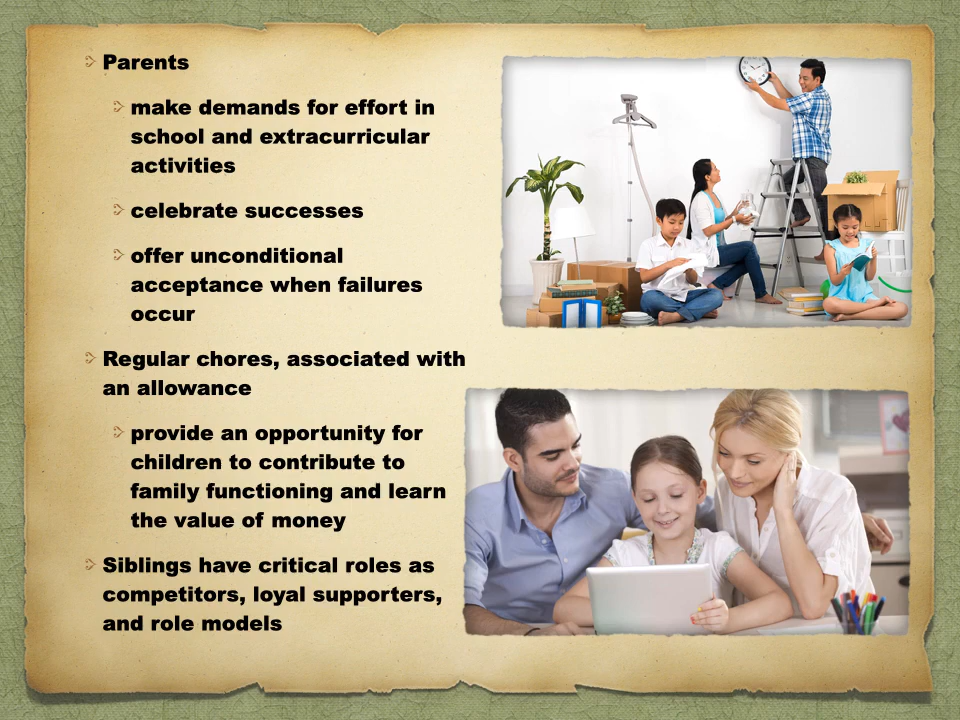 Parents
make demands for effort in
school and extracurricular
activities
celebrate successes
offer unconditional
acceptance when failures
occur
Regular chores, associated with
an allowance
provide an opportunity for
children to contribute to
family functioning and learn
the value of money
Siblings have critical roles as
competitors, loyal supporters,
and role models